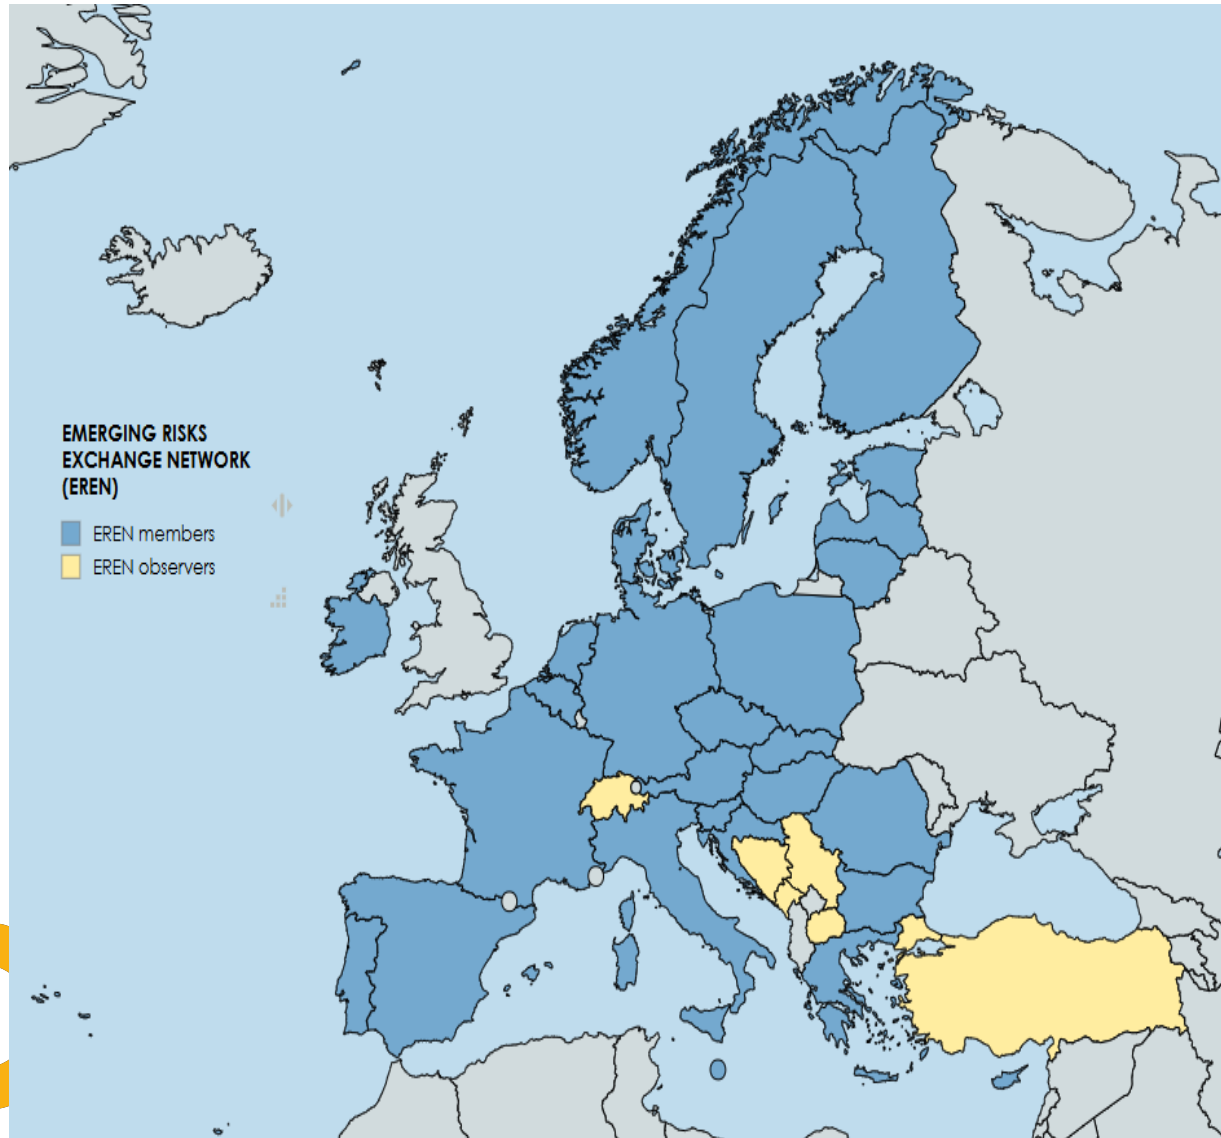 EMERGING RISKS
EXCHANGE NETWORK
(EREN)
EREN members
EREN observers